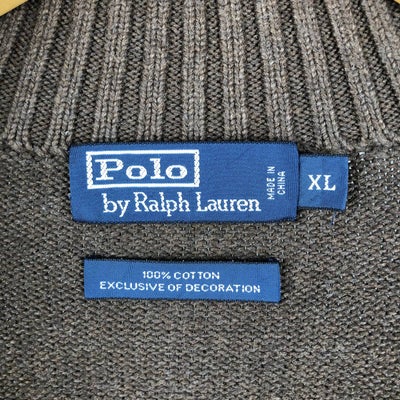 Polo
by Ralph Lauren
MADE IN
CHINA
XL
100% COTTON
EXCLUSIVE OF DECORATION